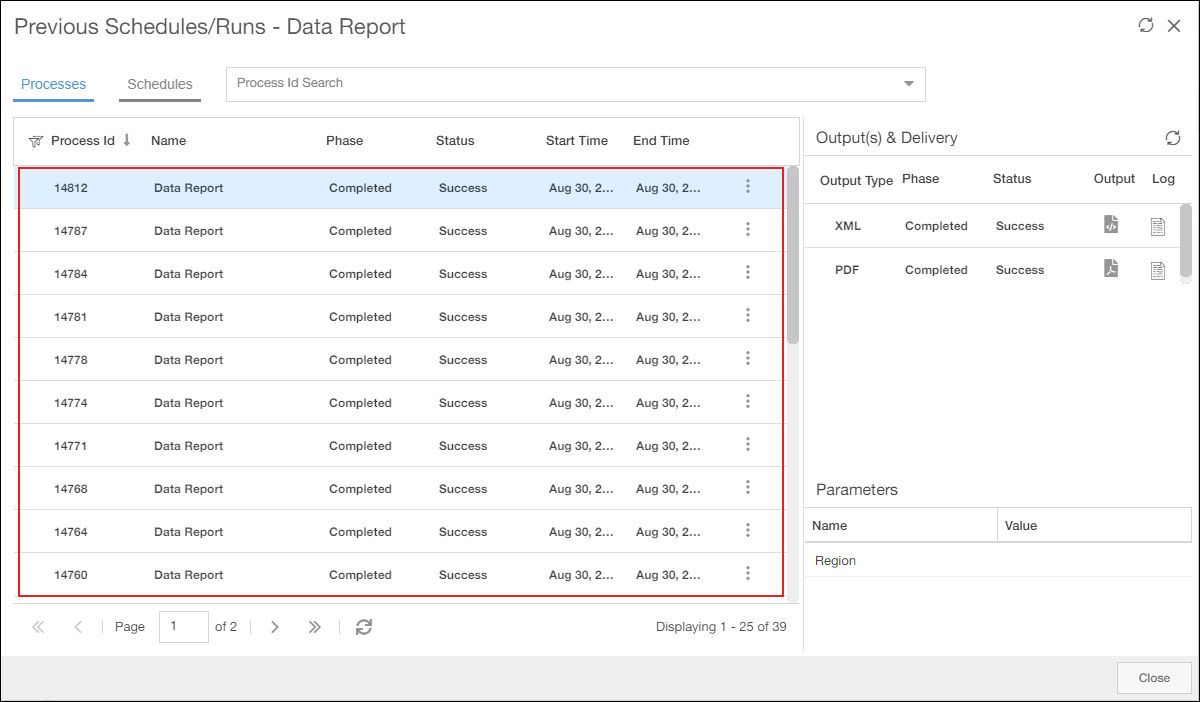 Previous Schedules/Runs - Data Report
Processes Schedules Process Id Search
Process Id Name Phase Status Start Time End Time
14812 Data Report Completed Success Aug 30, 2... Aug 30, 2...
14787 Data Report Completed Success Aug 30, 2... Aug 30, 2...
14784 Data Report Completed Success Aug 30, 2... Aug 30, 2...
14781 Data Report Completed Success Aug 30, 2... Aug 30, 2...
14778 Data Report Completed Success Aug 30, 2... Aug 30, 2...
14774 Data Report Completed Success Aug 30, 2... Aug 30, 2...
14771 Data Report Completed Success Aug 30, 2... Aug 30, 2...
14768 Data Report Completed Success Aug 30, 2... Aug 30, 2...
14764 Data Report Completed Success Aug 30, 2... Aug 30, 2...
14760 Data Report Completed Success Aug 30, 2... Aug 30, 2...
Page 1 of 2 Displaying 1 - 25 of 39
Output(s) & Delivery
Output Type Phase Status Output Log
XML Completed Success
PDF Completed Success
Parameters
Name Value
Region
Close